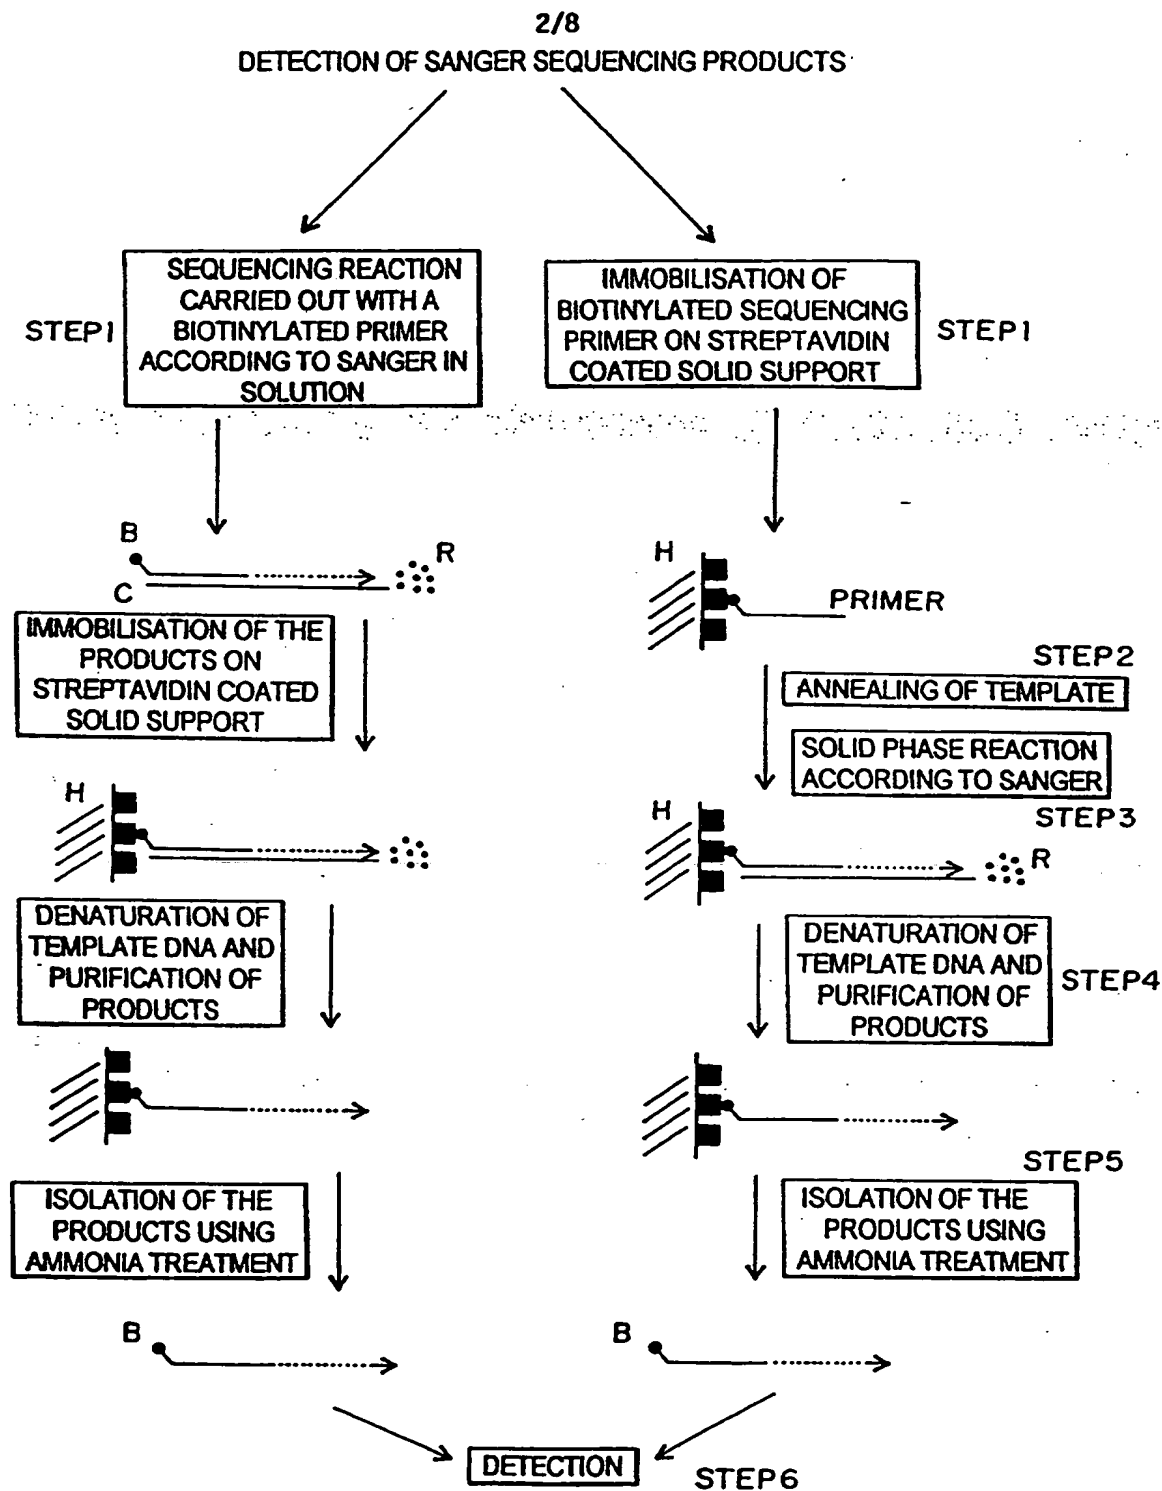 2/8
DETECTION OF SANGER SEQUENCING PRODUCTS
STEP1
SEQUENCING REACTION
CARRIED OUT WITH A
BIOTINYLATED PRIMER
ACCORDING TO SANGER IN
SOLUTION
IMMOBILISATION OF
BIOTINYLATED SEQUENCING
PRIMER ON STREPTAVIDIN
COATED SOLID SUPPORT
STEP1
B
R
C
IMMOBILISATION OF THE
PRODUCTS ON
STREPTAVIDIN COATED
SOLID SUPPORT
H
PRIMER
STEP2
ANNEALING OF TEMPLATE
SOLID PHASE REACTION
ACCORDING TO SANGER
STEP3
H
H
R
DENATURATION OF
TEMPLATE DNA AND
PURIFICATION OF
PRODUCTS
DENATURATION OF
TEMPLATE DNA AND
PURIFICATION OF
PRODUCTS
STEP4
STEP5
ISOLATION OF THE
PRODUCTS USING
AMMONIA TREATMENT
ISOLATION OF THE
PRODUCTS USING
AMMONIA TREATMENT
B
B
DETECTION
STEP6